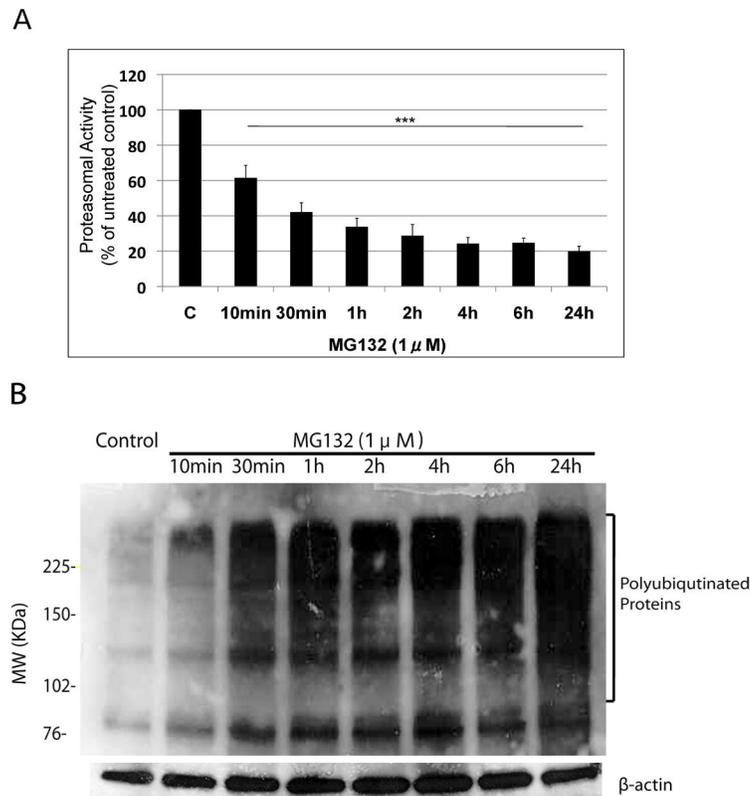 A
Proteasomal Activity
(% of untreated control)
120
100
80
60
40
20
0
***
C 10min 30min 1h 2h 4h 6h 24h
MG132 (1 μ M)
B
Control MG132 (1 μ M)
10min 30min 1h 2h 4h 6h 24h
MW (KDa)
225-
150-
102-
76-
Polyubiqutinated
Proteins
β-actin